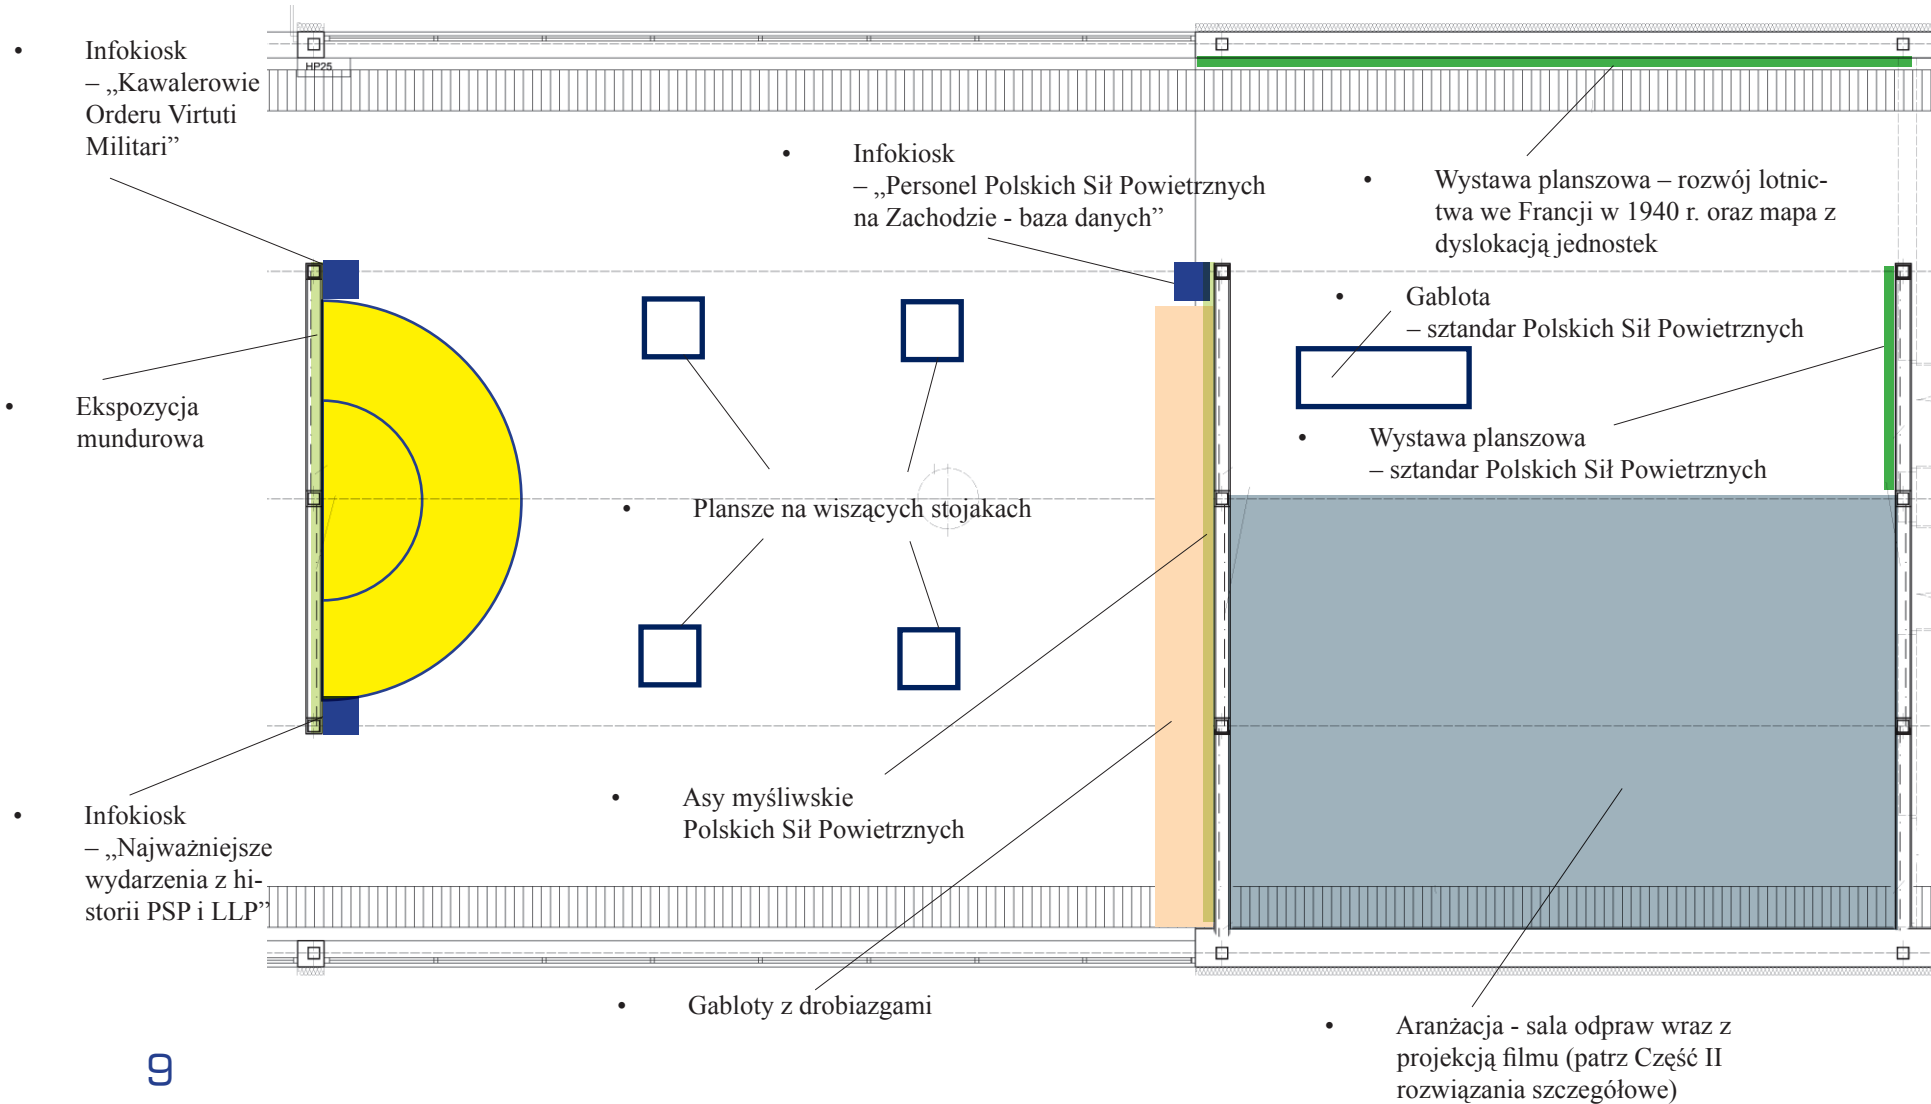 • Infokiosk
– „Kawalerowie
Orderu Virtuti
Militari”
HP25
• Infokiosk
– „Personel Polskich Sił Powietrznych
na Zachodzie - baza danych”
• Wystawa planszowa – rozwój lotnic-
twa we Francji w 1940 r. oraz mapa z
dyslokacją jednostek
• Gablota
– sztandar Polskich Sił Powietrznych
• Ekspozycja
mundurowa
• Wystawa planszowa
– sztandar Polskich Sił Powietrznych
• Plansze na wiszących stojakach
• Infokiosk
– „Najważniejsze
wydarzenia z hi-
storii PSP i LLP”
• Asy myśliwskie
Polskich Sił Powietrznych
• Gabloty z drobiazgami
• Aranżacja - sala odpraw wraz z
projekcją filmu (patrz Część II
rozwiązania szczegółowe)
9